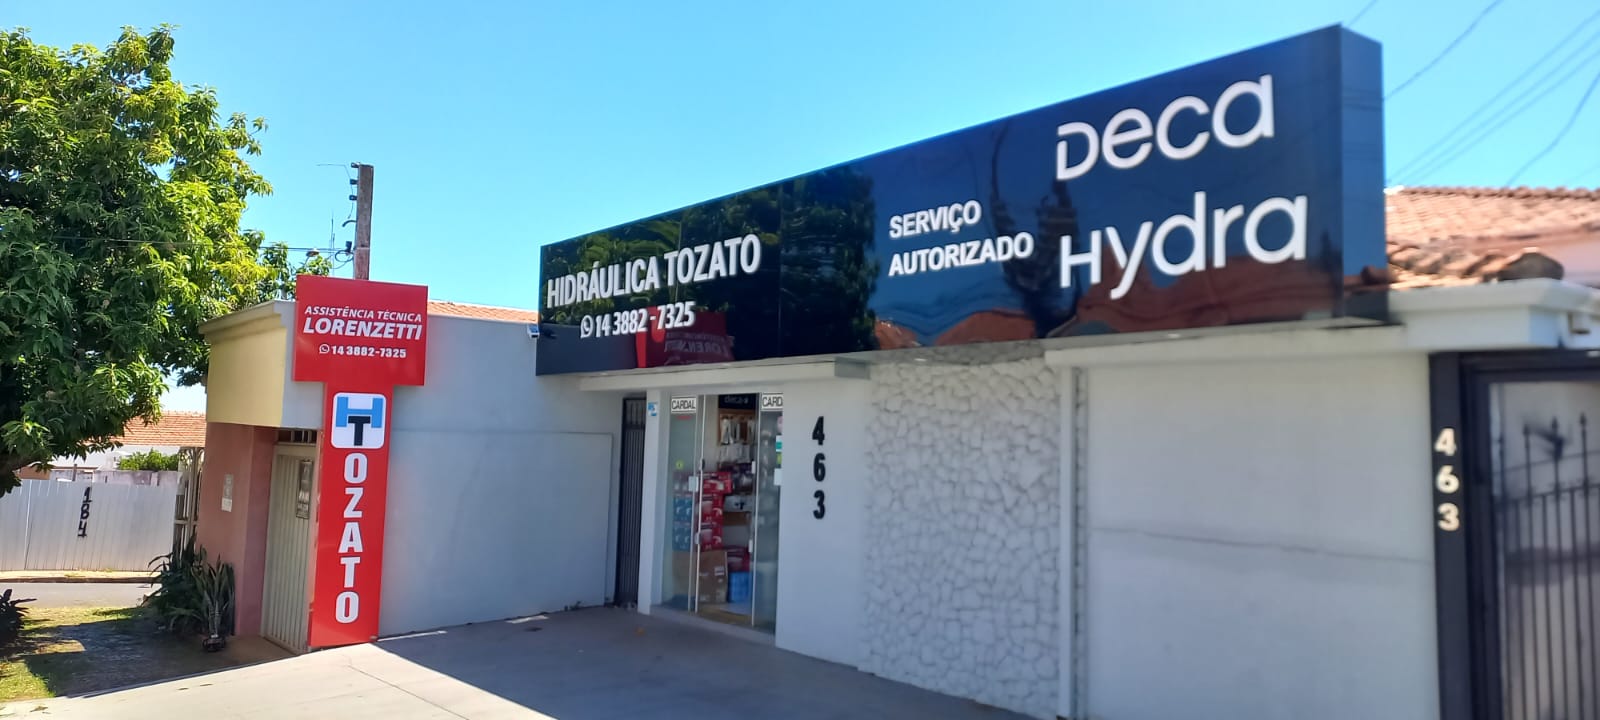 ASSISTÊNCIA TÉCNICA
LORENZETTI
14 3882-7325
HT
TOZATO
HIDRÁULICA TOZATO
14 3882-7325
SERVIÇO
AUTORIZADO
Deca
Hydra
CARDAL
deca
CARDAL
463
463
184